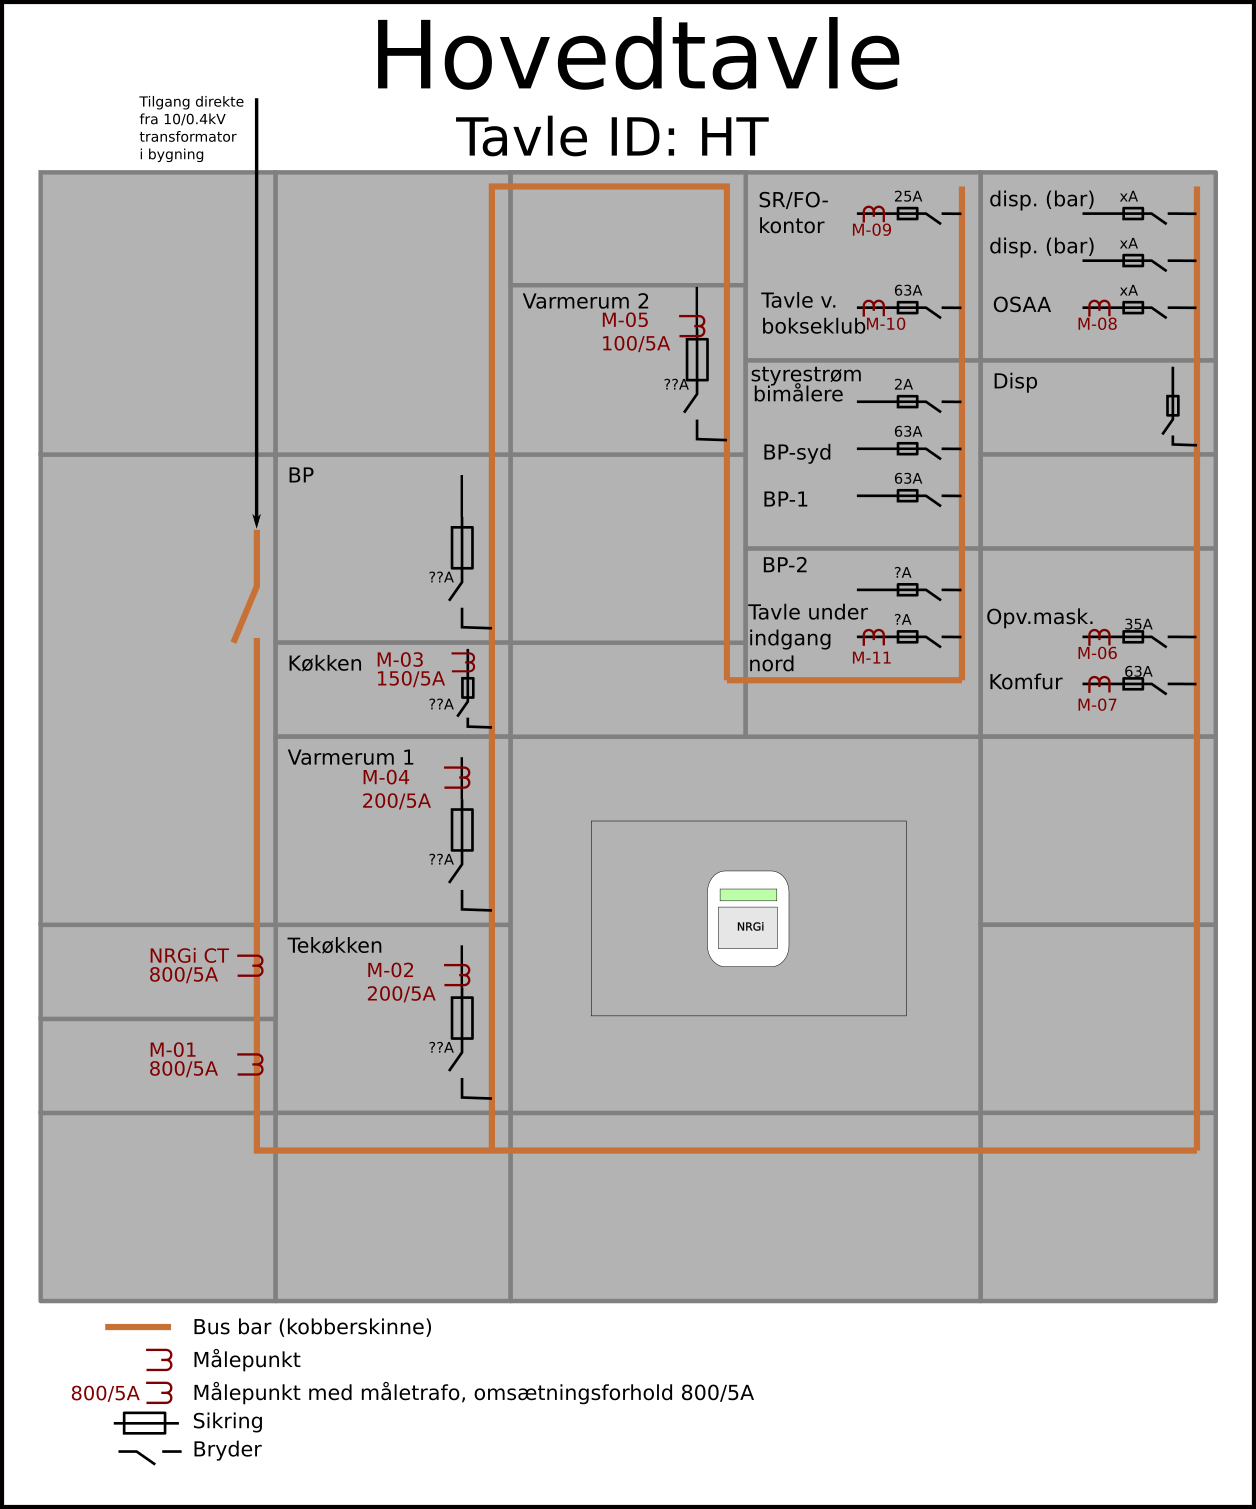 Hovedtavle
Tavle ID: HT
Tilgang direkte
fra 10/0.4kV
transformator
i bygning
NRGi CT
800/5A
M-01
800/5A
BP
??A
Køkken
M-03
150/5A
??A
Varmerum 1
M-04
200/5A
??A
Tekøkken
M-02
200/5A
??A
Varmerum 2
M-05
100/5A
??A
SR/FO-
kontor
25A
M-09
Tavle v.
bokseklub
63A
M-10
styrestrøm
bimålere
2A
BP-syd
63A
BP-1
63A
BP-2
?A
Tavle under
indgang
nord
?A
M-11
disp. (bar)
xA
disp. (bar)
xA
OSAA
xA
M-08
Disp
Opv.mask.
35A
M-06
Komfur
63A
M-07
NRGi
Bus bar (kobberskinne)
Målepunkt
800/5A Målepunkt med måletrafo, omsætningsforhold 800/5A
Sikring
Bryder